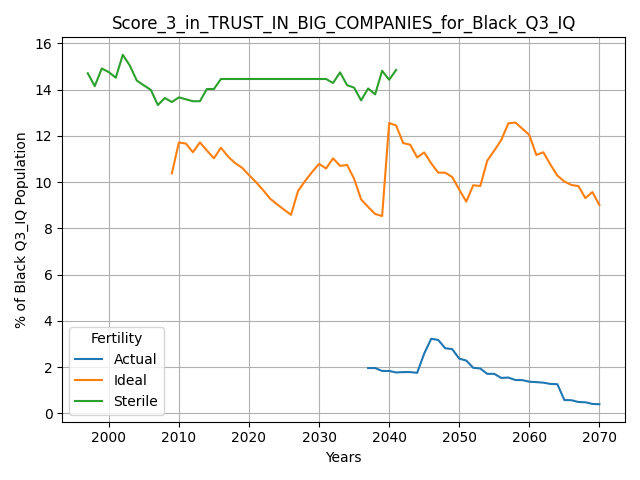 Score_3_in_TRUST_IN_BIG_COMPANIES_for_Black_Q3_IQ
% of Black Q3_IQ Population
16
14
12
10
8
6
4
2
0
Fertility
Actual
Ideal
Sterile
2000 2010 2020 2030 2040 2050 2060 2070
Years